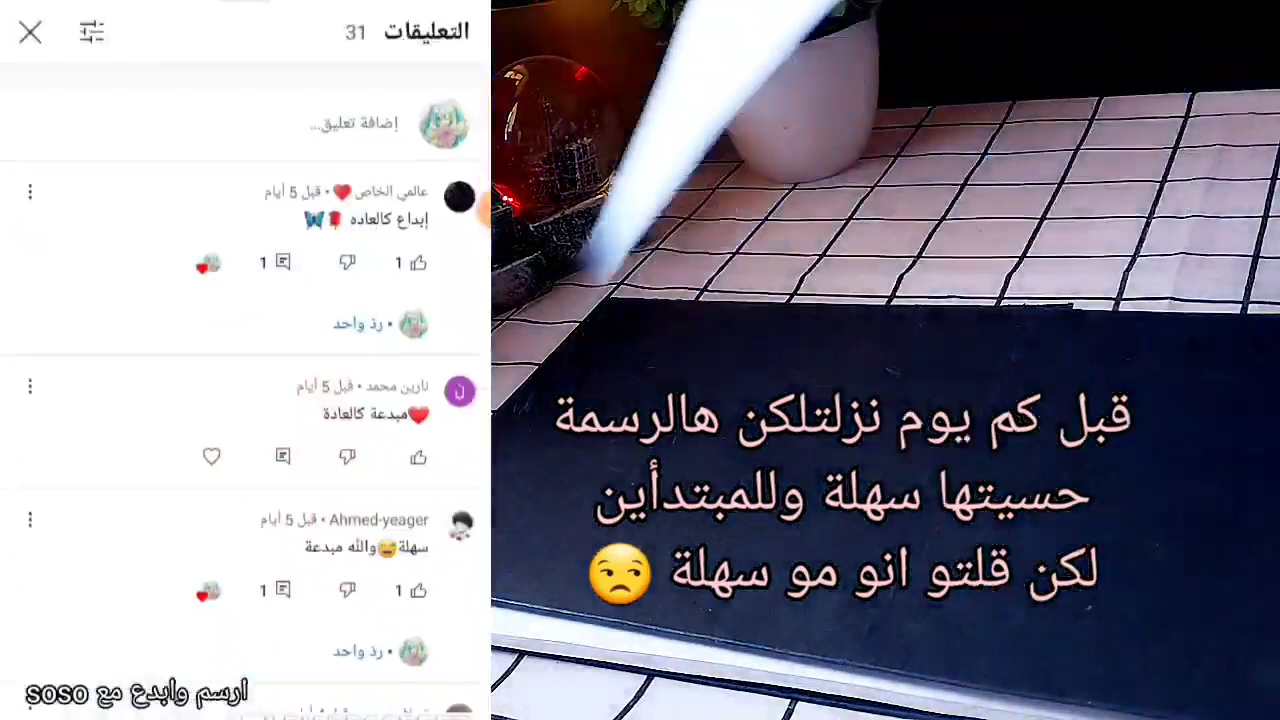 التعليقات 31
إضافة تعليق...
عالمي الخاص❤️ • قبل 5 أيام
إبداع كالعاده 🌹🦋
1 1
• ردّ واحد
ن
نارين محمد • قبل 5 أيام
❤️مبدعة كالعادة
Ahmed-yeager • قبل 5 أيام
سهلة😅والله مبدعة
1 1
• ردّ واحد
ارسم وابدع مع soso
قبل كم يوم نزلتلكن هالرسمة
حسيتها سهلة وللمبتدأين
لكن قلتو انو مو سهلة 😒